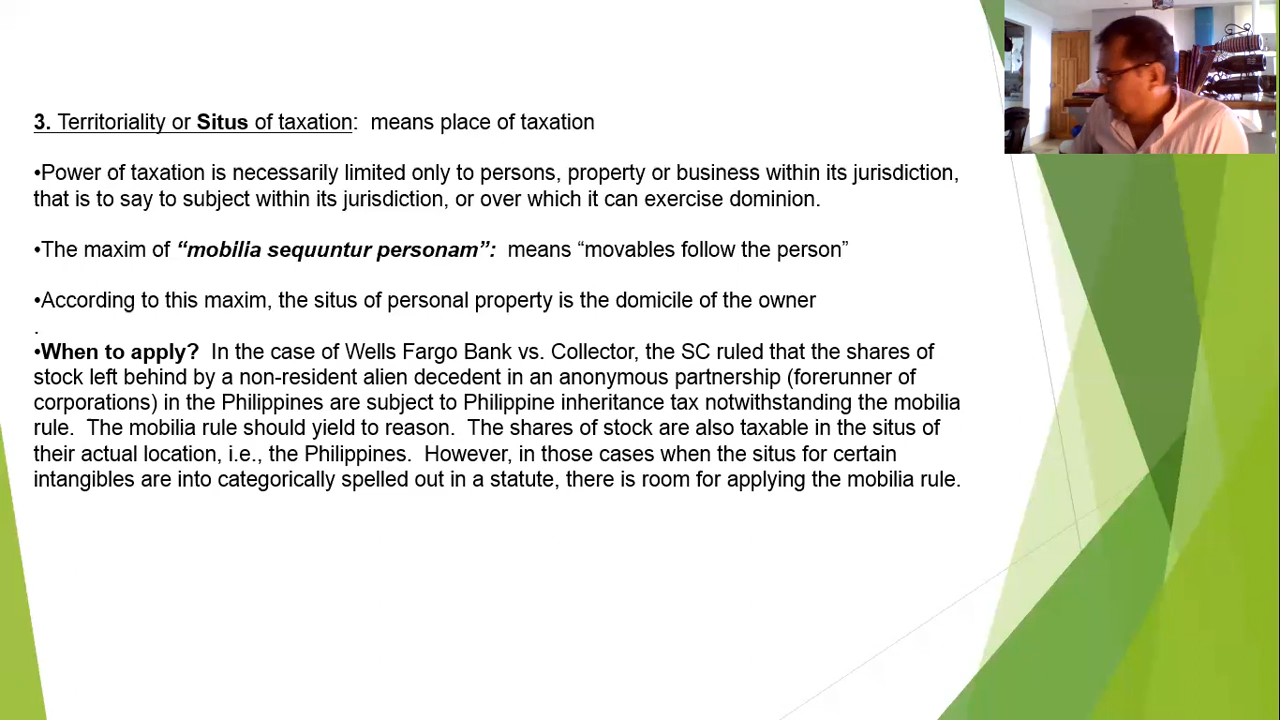 3. Territoriality or Situs of taxation: means place of taxation
•Power of taxation is necessarily limited only to persons, property or business within its jurisdiction,
that is to say to subject within its jurisdiction, or over which it can exercise dominion.
•The maxim of “mobilia sequuntur personam”: means “movables follow the person”
•According to this maxim, the situs of personal property is the domicile of the owner
.
•When to apply? In the case of Wells Fargo Bank vs. Collector, the SC ruled that the shares of
stock left behind by a non-resident alien decedent in an anonymous partnership (forerunner of
corporations) in the Philippines are subject to Philippine inheritance tax notwithstanding the mobilia
rule. The mobilia rule should yield to reason. The shares of stock are also taxable in the situs of
their actual location, i.e., the Philippines. However, in those cases when the situs for certain
intangibles are into categorically spelled out in a statute, there is room for applying the mobilia rule.